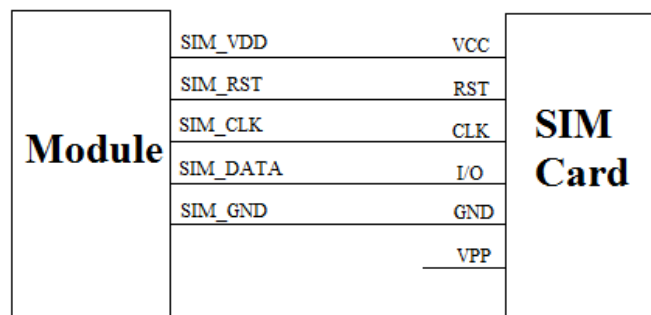 SIM_VDD VCC
SIM_RST RST
SIM_CLK CLK
Module
SIM Card
SIM_DATA I/O
SIM_GND GND
VPP